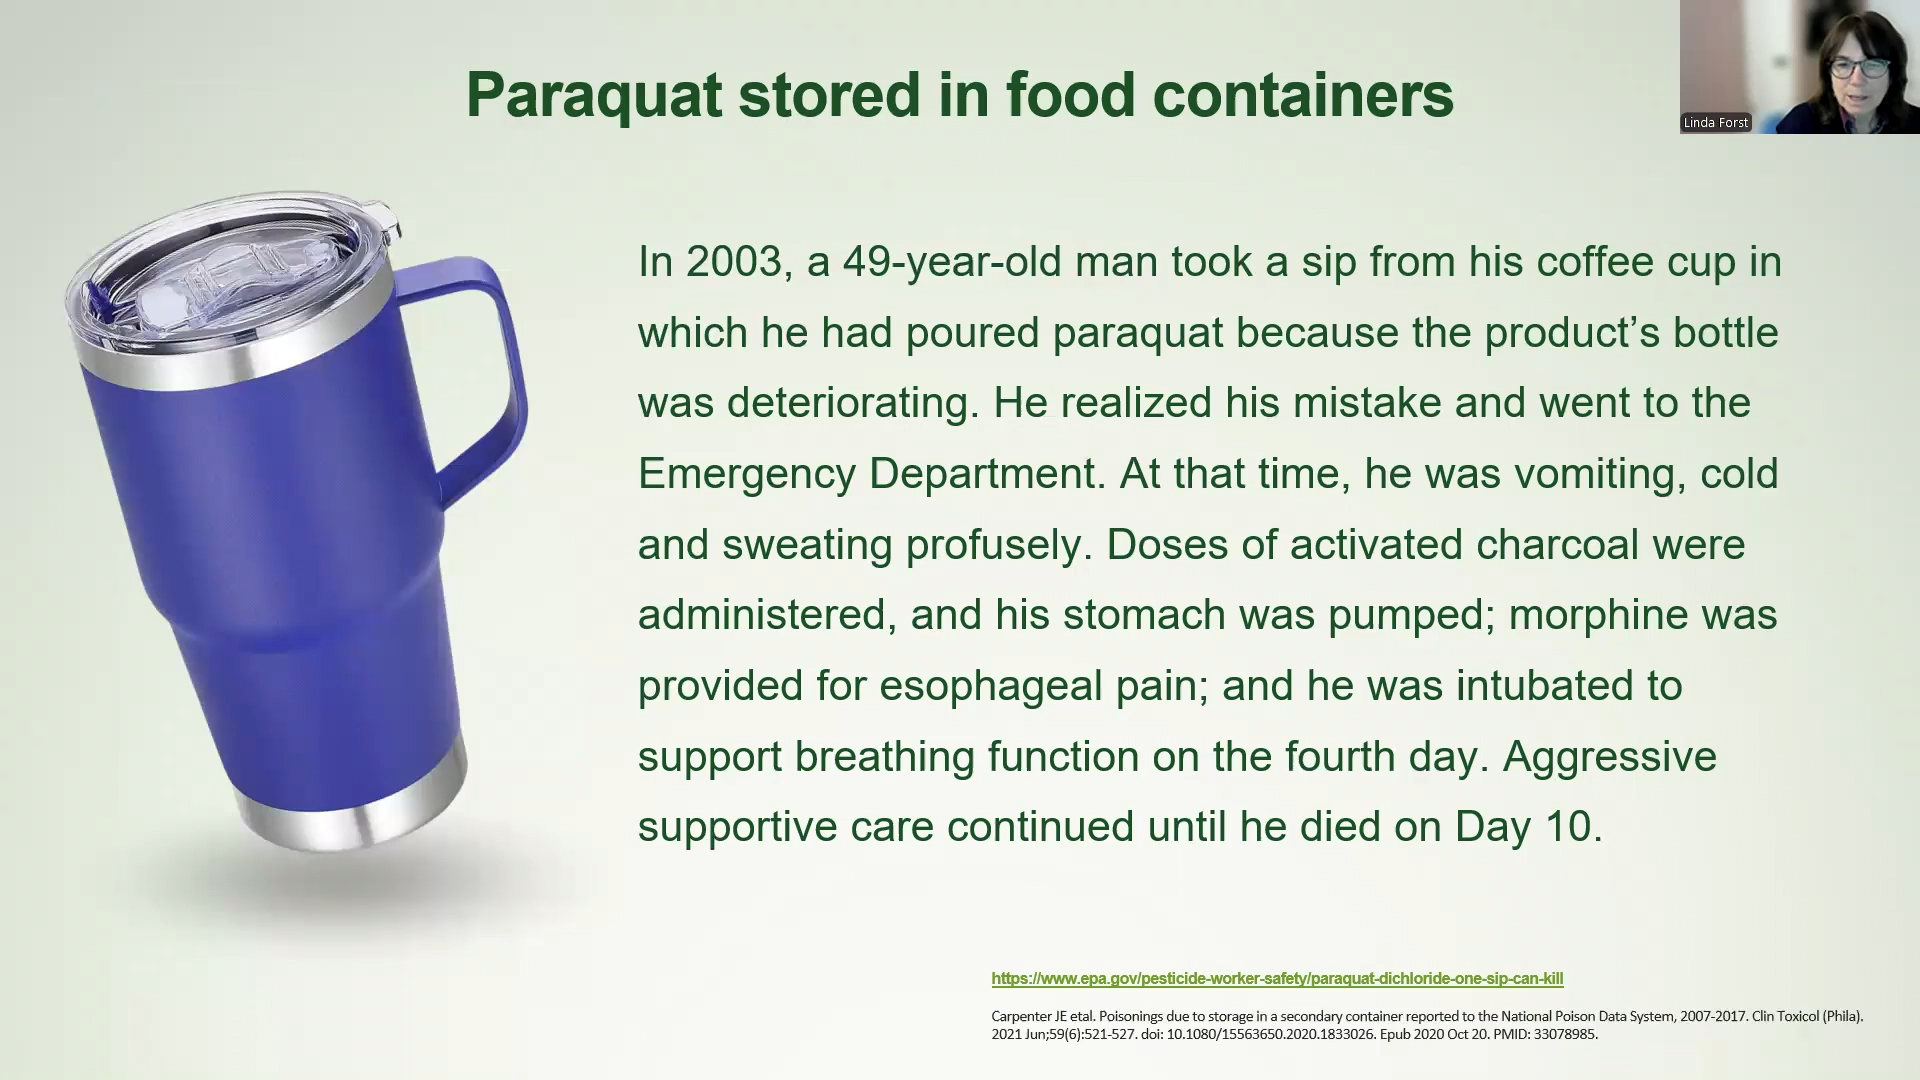 Paraquat stored in food containers
Linda Forst
In 2003, a 49-year-old man took a sip from his coffee cup in
which he had poured paraquat because the product’s bottle
was deteriorating. He realized his mistake and went to the
Emergency Department. At that time, he was vomiting, cold
and sweating profusely. Doses of activated charcoal were
administered, and his stomach was pumped; morphine was
provided for esophageal pain; and he was intubated to
support breathing function on the fourth day. Aggressive
supportive care continued until he died on Day 10.
https://www.epa.gov/pesticide-worker-safety/paraquat-dichloride-one-sip-can-kill
Carpenter JE etal. Poisonings due to storage in a secondary container reported to the National Poison Data System, 2007-2017. Clin Toxicol (Phila).
2021 Jun;59(6):521-527. doi: 10.1080/15563650.2020.1833026. Epub 2020 Oct 20. PMID: 33078985.